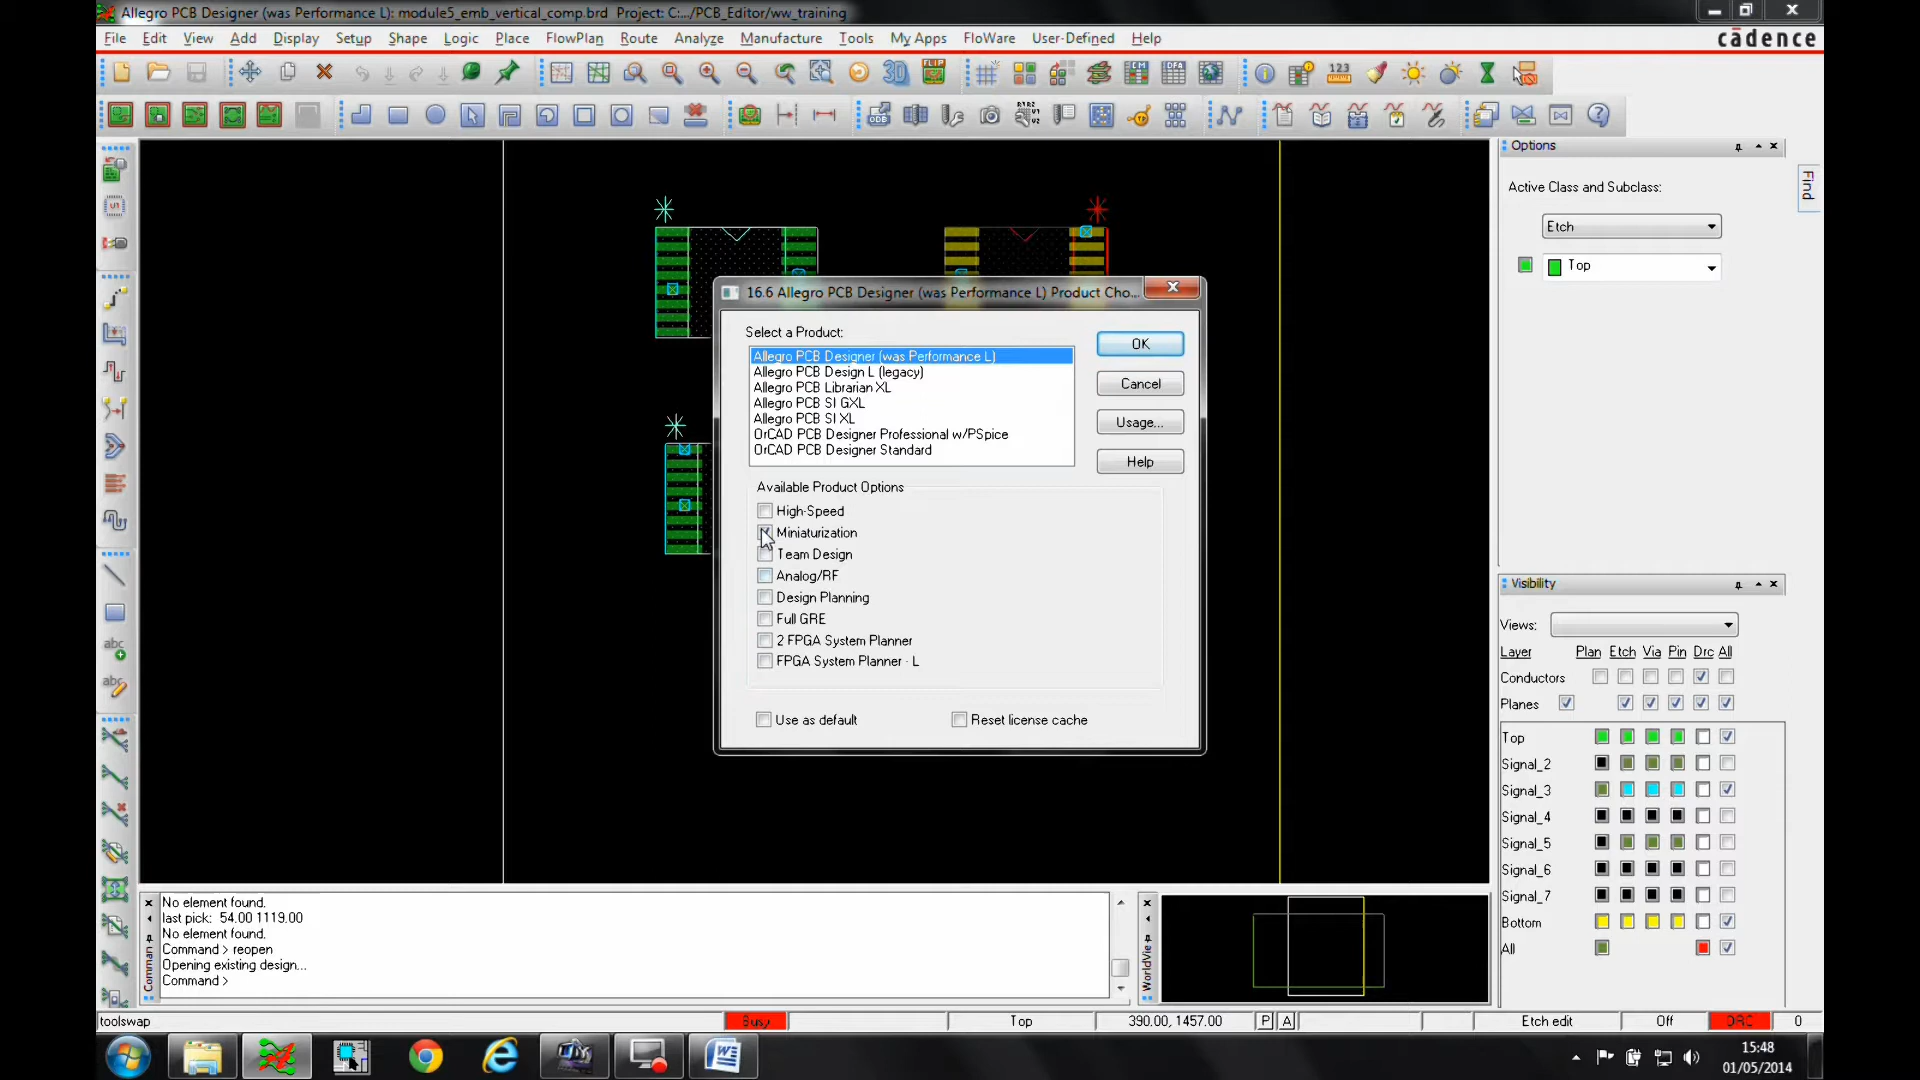 Allegro PCB Designer (was Performance L): module5_emb_vertical_comp.brd Project: C:.../PCB_Editor/ww_training
File Edit View Add Display Setup Shape Logic Place FlowPlan Route Analyze Manufacture Tools My Apps FloWare User-Defined Help
cādence
Options
Active Class and Subclass:
Etch
Top
Find
16.6 Allegro PCB Designer (was Performance L) Product Cho...
Select a Product:
Allegro PCB Designer (was Performance L)
Allegro PCB Design L (legacy)
Allegro PCB Librarian XL
Allegro PCB SI GXL
Allegro PCB SI XL
OrCAD PCB Designer Professional w/PSpice
OrCAD PCB Designer Standard
OK
Cancel
Usage...
Help
Available Product Options
High-Speed
Miniaturization
Team Design
Analog/RF
Design Planning
Full GRE
2 FPGA System Planner
FPGA System Planner - L
Use as default Reset license cache
Visibility
Views:
Layer Plan Etch Via Pin Drc All
Conductors
Planes
Top
Signal_2
Signal_3
Signal_4
Signal_5
Signal_6
Signal_7
Bottom
All
No element found.
last pick: 54.00 1119.00
No element found.
Command > reopen
Opening existing design...
Command >
Comman
WorldVie
toolswap Busy Top 390.00, 1457.00 P A Etch edit Off DRC 0
15:48
01/05/2014